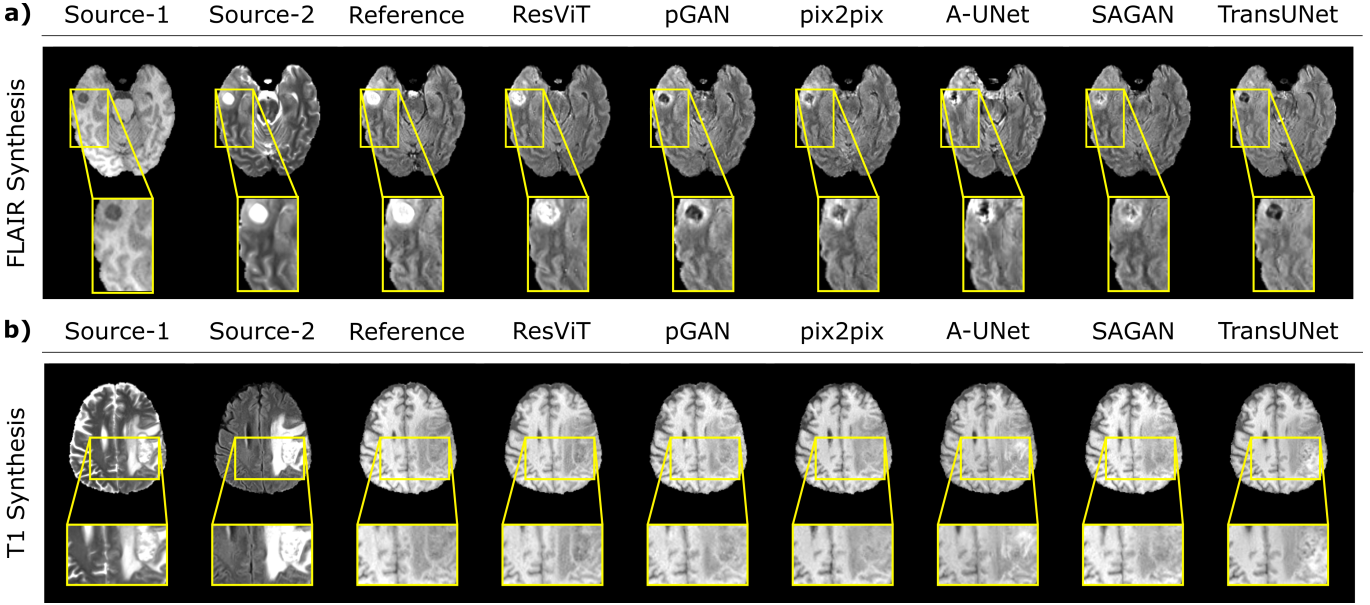 a) Source-1 Source-2 Reference ResViT pGAN pix2pix A-UNet SAGAN TransUNet
FLAIR Synthesis
b) Source-1 Source-2 Reference ResViT pGAN pix2pix A-UNet SAGAN TransUNet
T1 Synthesis